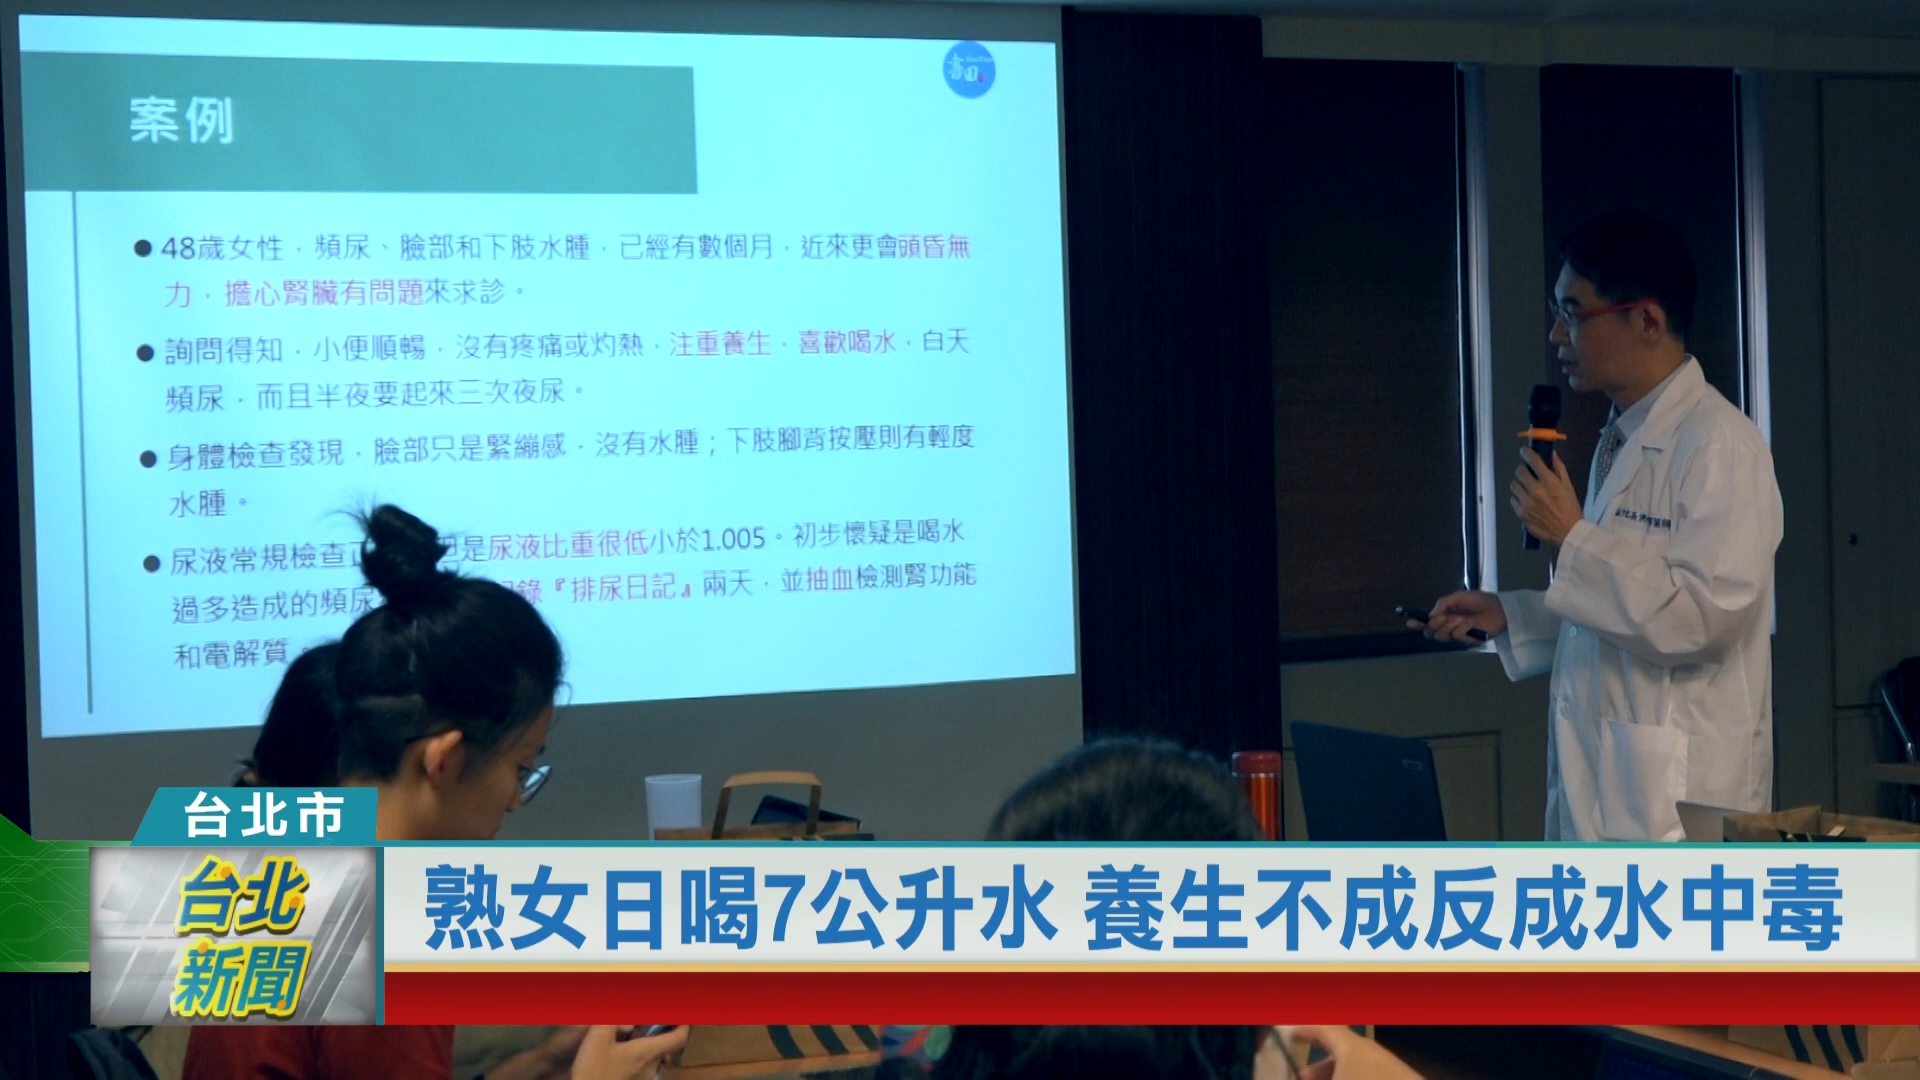 案例
●48歲女性，頻尿、臉部和下肢水腫，已經有數個月，近來更會頭昏無
力，擔心腎臟有問題來求診。
●詢問得知，小便順暢，沒有疼痛或灼熱，注重養生，喜歡喝水，白天
頻尿，而且半夜要起來三次夜尿。
●身體檢查發現，臉部只是緊繃感，沒有水腫；下肢腳背按壓則有輕度
水腫。
●尿液常規檢查 是尿液比重很低小於1.005。初步懷疑是喝水
過多造成的頻尿 錄『排尿日記』兩天，並抽血檢測腎功能
和電解質。
台北市
台北
新聞
熟女日喝7公升水 養生不成反成水中毒